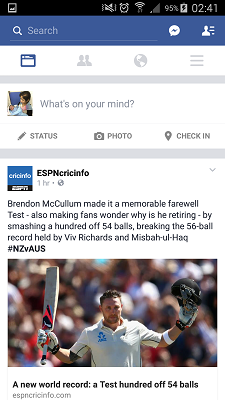 95% 02:41
Search
What's on your mind?
STATUS PHOTO CHECK IN
cricinfo
ESPN
ESPNcricinfo
1 hr •
Brendon McCullum made it a memorable farewell
Test - also making fans wonder why is he retiring - by
smashing a hundred off 54 balls, breaking the 56-ball
record held by Viv Richards and Misbah-ul-Haq
#NZvAUS
A new world record: a Test hundred off 54 balls
espncricinfo.com